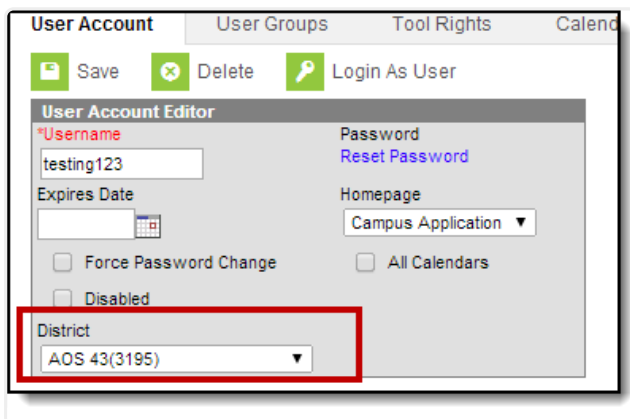 User Account User Groups Tool Rights Calend
Save Delete Login As User
User Account Editor
*Username Password
testing123 Reset Password
Expires Date Homepage
Campus Application
Force Password Change All Calendars
Disabled
District
AOS 43(3195)